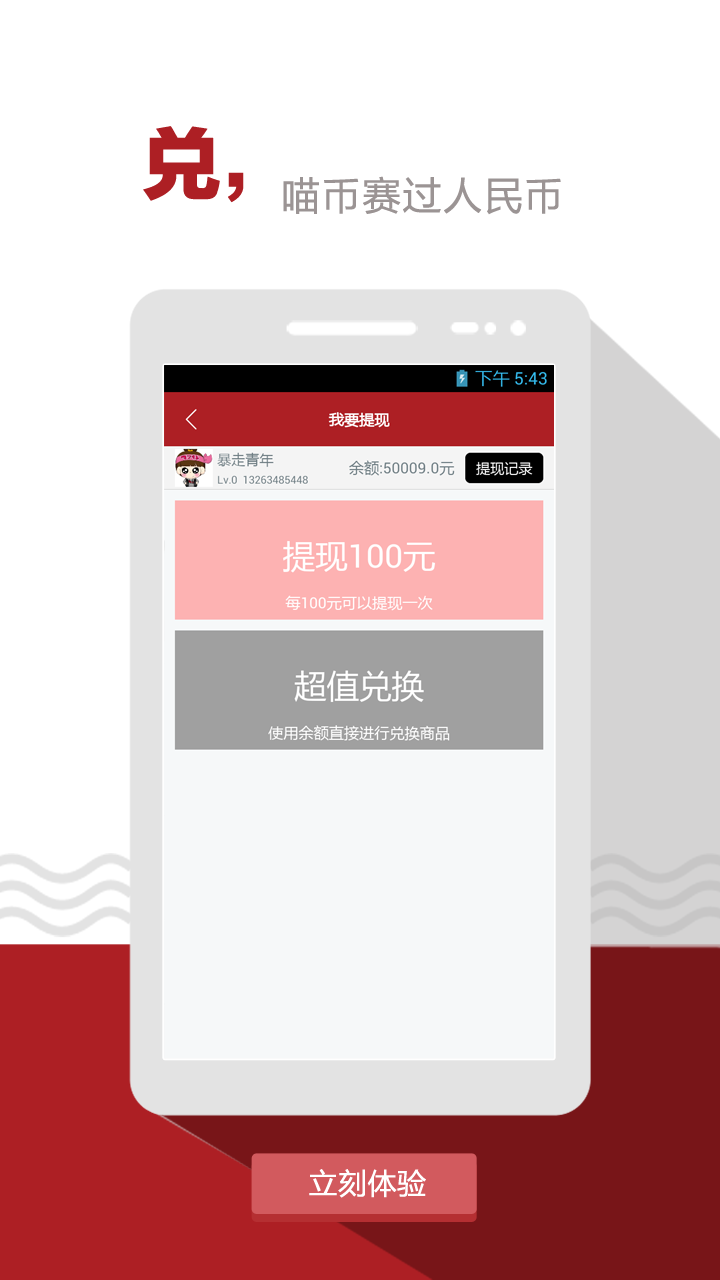 兑，
喵币赛过人民币
下午 5:43
我要提现
暴走青年
Lv.0 13263485448
余额:50009.0元
提现记录
提现100元
每100元可以提现一次
超值兑换
使用余额直接进行兑换商品
立刻体验